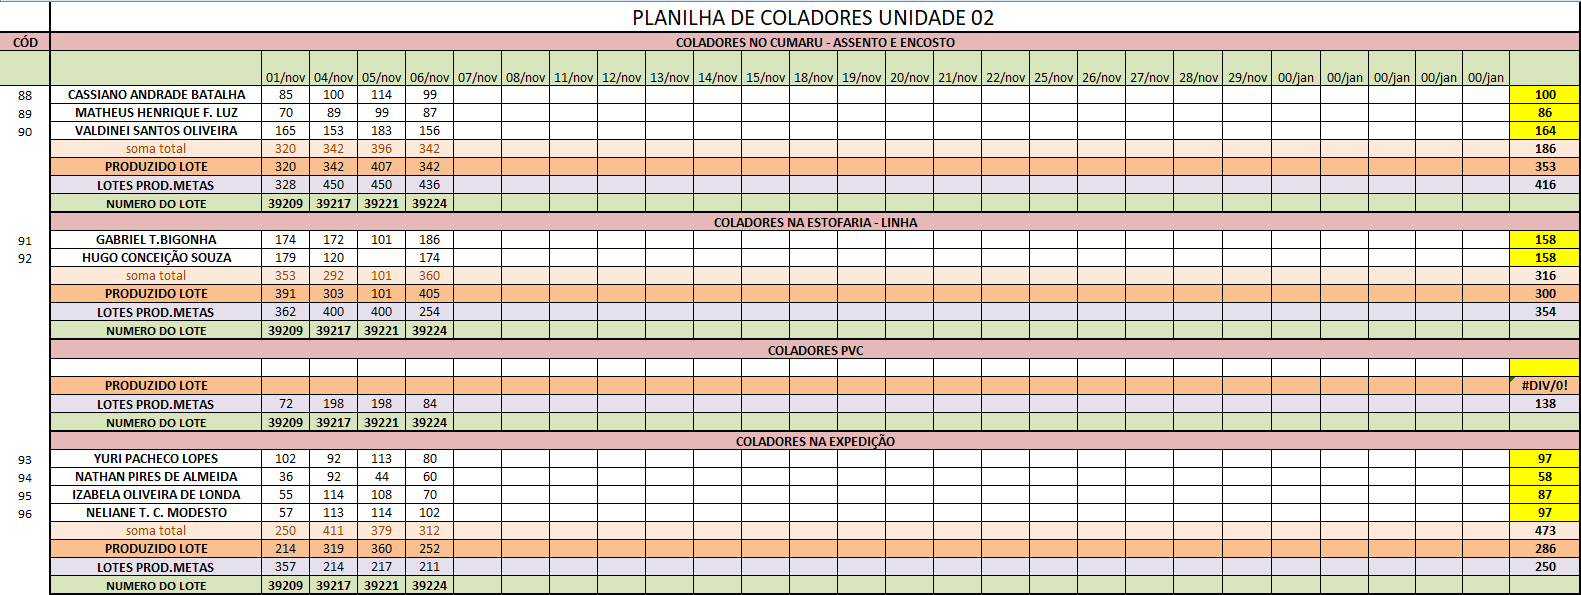 PLANILHA DE COLADORES UNIDADE 02
CÓD COLADORES NO CUMARU - ASSENTO E ENCOSTO
01/nov 04/nov 05/nov 06/nov 07/nov 08/nov 11/nov 12/nov 13/nov 14/nov 15/nov 18/nov 19/nov 20/nov 21/nov 22/nov 25/nov 26/nov 27/nov 28/nov 29/nov 00/jan 00/jan 00/jan 00/jan 00/jan
88 CASSIANO ANDRADE BATALHA 85 100 114 99 100
89 MATHEUS HENRIQUE F. LUZ 70 89 99 87 86
90 VALDINEI SANTOS OLIVEIRA 165 153 183 156 164
soma total 320 342 396 342 186
PRODUZIDO LOTE 320 342 407 342 353
LOTES PROD.METAS 328 450 450 436 416
NUMERO DO LOTE 39209 39217 39221 39224
COLADORES NA ESTOFARIA - LINHA
91 GABRIEL T.BIGONHA 174 172 101 186 158
92 HUGO CONCEIÇÃO SOUZA 179 120 174 158
soma total 353 292 101 360 316
PRODUZIDO LOTE 391 303 101 405 300
LOTES PROD.METAS 362 400 400 254 354
NUMERO DO LOTE 39209 39217 39221 39224
COLADORES PVC
PRODUZIDO LOTE #DIV/0!
LOTES PROD.METAS 72 198 198 84 138
NUMERO DO LOTE 39209 39217 39221 39224
COLADORES NA EXPEDIÇÃO
93 YURI PACHECO LOPES 102 92 113 80 97
94 NATHAN PIRES DE ALMEIDA 36 92 44 60 58
95 IZABELA OLIVEIRA DE LONDA 55 114 108 70 87
96 NELIANE T. C. MODESTO 57 113 114 102 97
soma total 250 411 379 312 473
PRODUZIDO LOTE 214 319 360 252 286
LOTES PROD.METAS 357 214 217 211 250
NUMERO DO LOTE 39209 39217 39221 39224